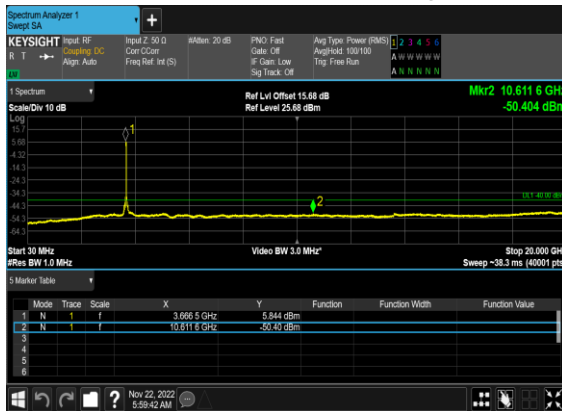 Spectrum Analyzer 1
Swept SA
KEYSIGHT Input: RF Input Z: 50 Ω #Atten: 20 dB PNO: Fast Avg Type: Power (RMS) 1 2 3 4 5 6
R T Coupling: DC Corr CCorr Gate: Off Avg|Hold: 100/100 A W W W W W
Align: Auto Freq Ref: Int (S) IF Gain: Low Trig: Free Run
Sig Track: Off A N N N N N
1 Spectrum
Ref Lvl Offset 15.68 dB Mkr2 10.611 6 GHz
Scale/Div 10 dB Ref Level 25.68 dBm -50.404 dBm
Log
15.7
5.68
-4.32
-14.3
-24.3
-34.3
-44.3
-54.3
-64.3
1
2
DL1 -40.00 dBm
Start 30 MHz Video BW 3.0 MHz* Stop 20.000 GH
#Res BW 1.0 MHz Sweep ~38.3 ms (40001 pts
5 Marker Table
Mode Trace Scale X Y Function Function Width Function Value
1 N 1 f 3.666 5 GHz 5.844 dBm
2 N 1 f 10.611 6 GHz -50.40 dBm
3
4
5
6
? Nov 22, 2022
5:59:42 AM